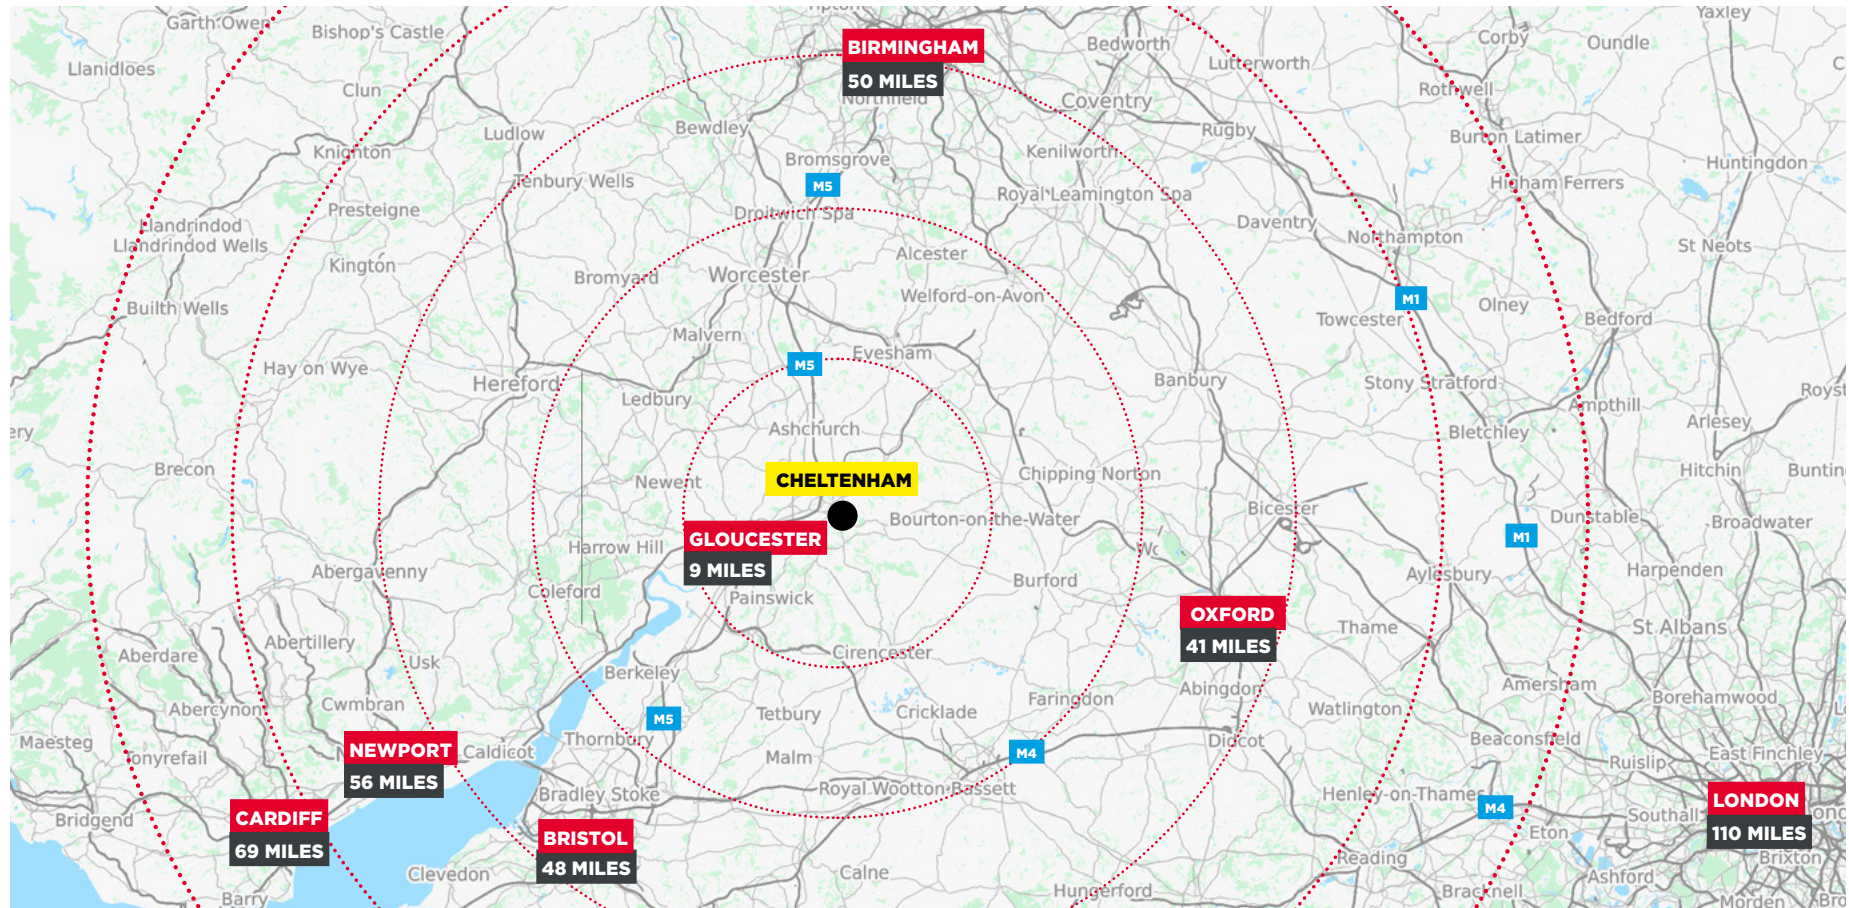 Garth Owen
Bishop's Castle
BIRMINGHAM
50 MILES
Bedworth
Corby
Oundle
Yaxley
Llanidloes
Clun
Lutterworth
Rothwell
Northfield
Coventry
Ludlow
Bewdley
Rugby
Burton Latimer
Knighton
Bromsgrove
Kenilworth
Huntingdon
Tenbury Wells
M5
Royal Leamington Spa
Higham Ferrers
Presteigne
Droitwich Spa
Daventry
Llandrindod
Llandrindod Wells
Northampton
St Neots
Kington
Bromyard
Worcester
Alcester
Builth Wells
Welford-on-Avon
M1
Olney
Towcester
Bedford
Malvern
Hay on Wye
M5
Evesham
Hereford
Banbury
Stony Stratford
Ledbury
Ampthill
Royst
Ashchurch
Bletchley
Arlesey
ery
Brecon
Newent
CHELTENHAM
Chipping Norton
Hitchin
Buntin
Bourton-on-the-Water
Bicester
Dunstable
Broadwater
GLOUCESTER
9 MILES
Harrow Hill
M1
Abergavenny
Coleford
Painswick
Burford
Aylesbury
Harpenden
OXFORD
41 MILES
Abertillery
Thame
St Albans
Aberdare
Usk
Berkeley
Cirencester
Abercynon
Cwmbran
Tetbury
Cricklade
Faringdon
Abingdon
Watlington
Amersham
Borehamwood
M5
Maesteg
Tonyrefail
NEWPORT
56 MILES
Caldicot
Thornbury
Malm
M4
Didcot
Beaconsfield
Ruislip
East Finchley
Bradley Stoke
Royal Wootton Bassett
Henley-on-Thames
M4
LONDON
110 MILES
Bridgend
CARDIFF
69 MILES
BRISTOL
48 MILES
Eton
Southall
Clevedon
Calne
Reading
Brixton
Barry
Hungerford
Bracknell
Ashford
Morden
Bro